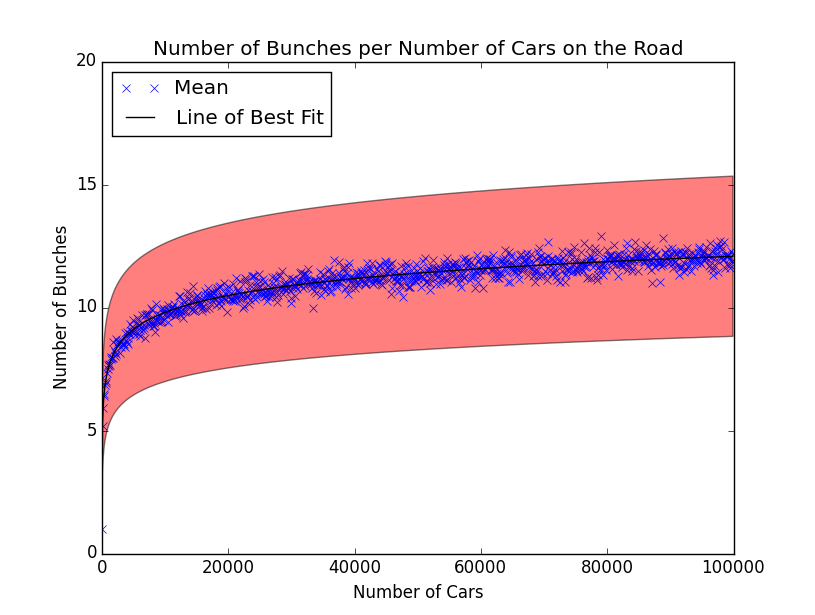 Number of Bunches per Number of Cars on the Road
20
Mean
Line of Best Fit
15
10
5
0
Number of Bunches
0 20000 40000 60000 80000 100000
Number of Cars